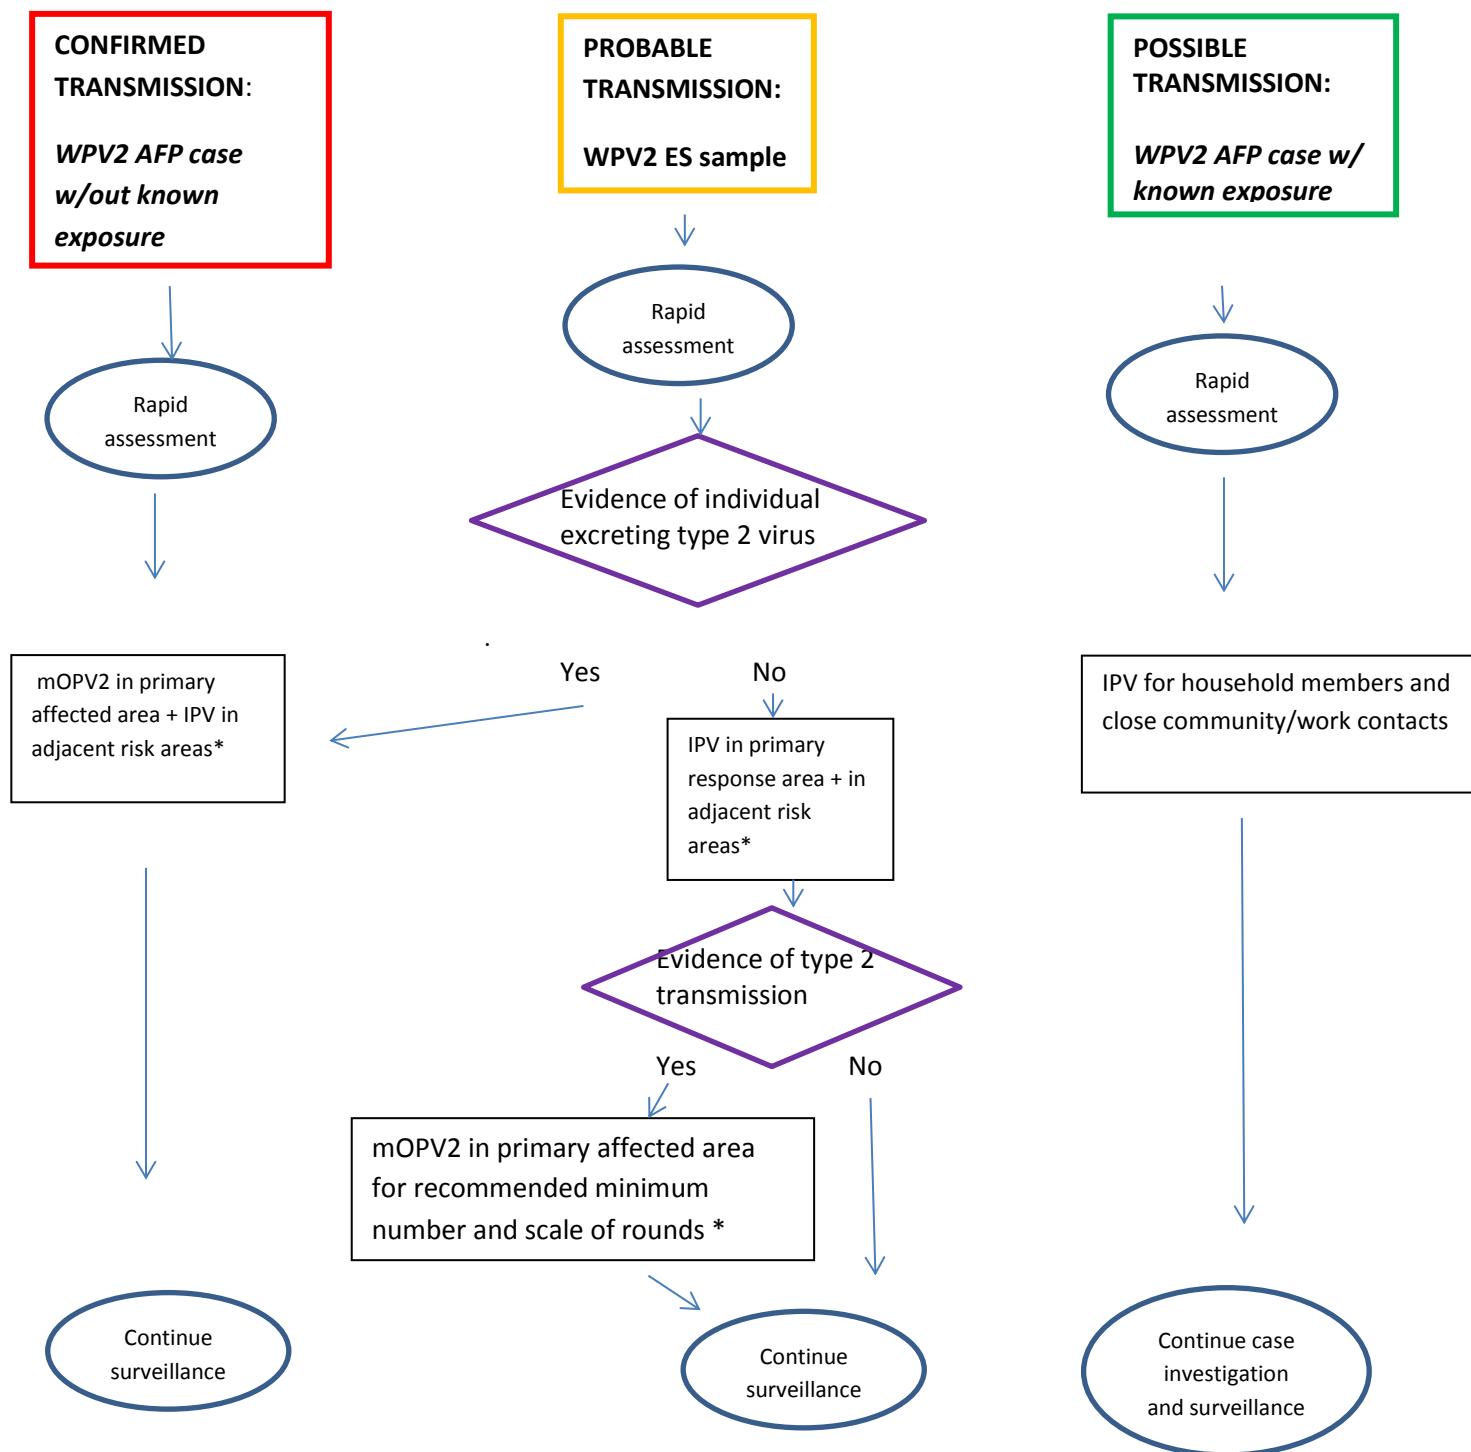 CONFIRMED
TRANSMISSION:
WPV2 AFP case
w/out known
exposure
PROBABLE
TRANSMISSION:
WPV2 ES sample
POSSIBLE
TRANSMISSION:
WPV2 AFP case w/
known exposure
Rapid
assessment
Rapid
assessment
Rapid
assessment
Evidence of individual
excreting type 2 virus
.
Yes
No
mOPV2 in primary
affected area + IPV in
adjacent risk areas*
IPV in primary
response area + in
adjacent risk
areas*
IPV for household members and
close community/work contacts
Evidence of type 2
transmission
Yes
No
mOPV2 in primary affected area
for recommended minimum
number and scale of rounds *
Continue
surveillance
Continue
surveillance
Continue case
investigation
and surveillance